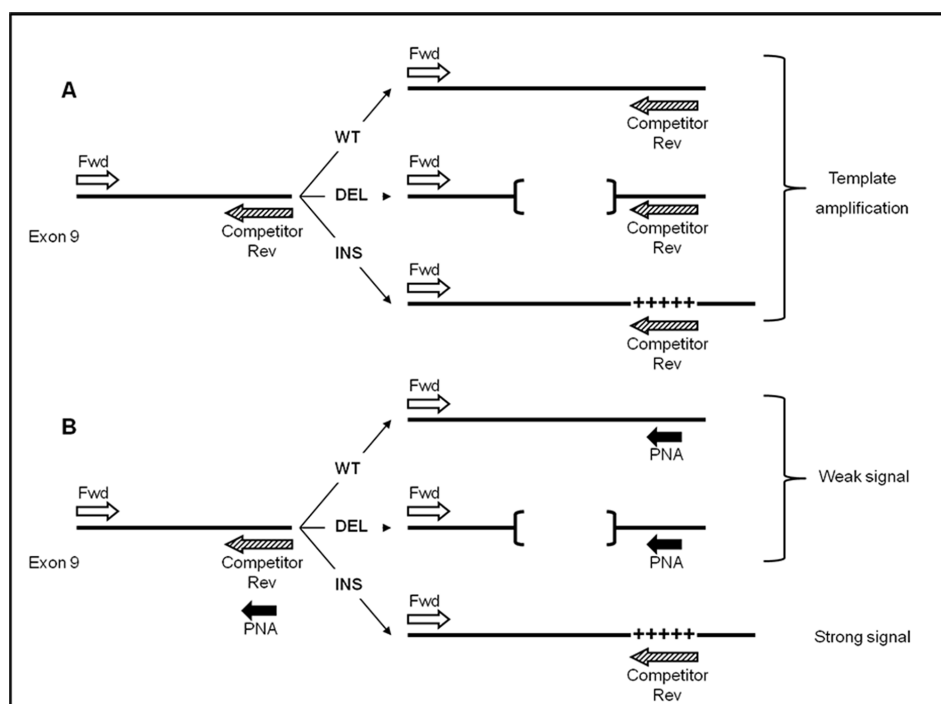 A
Fwd
Competitor
Rev
WT
Fwd
Exon 9
Competitor
Rev
DEL
Fwd
Competitor
Rev
Template
amplification
INS
Fwd
+++++
Competitor
Rev
B
Fwd
PNA
WT
Fwd
Exon 9
Competitor
Rev
PNA
DEL
Fwd
PNA
Weak signal
INS
Fwd
+++++
Competitor
Rev
Strong signal